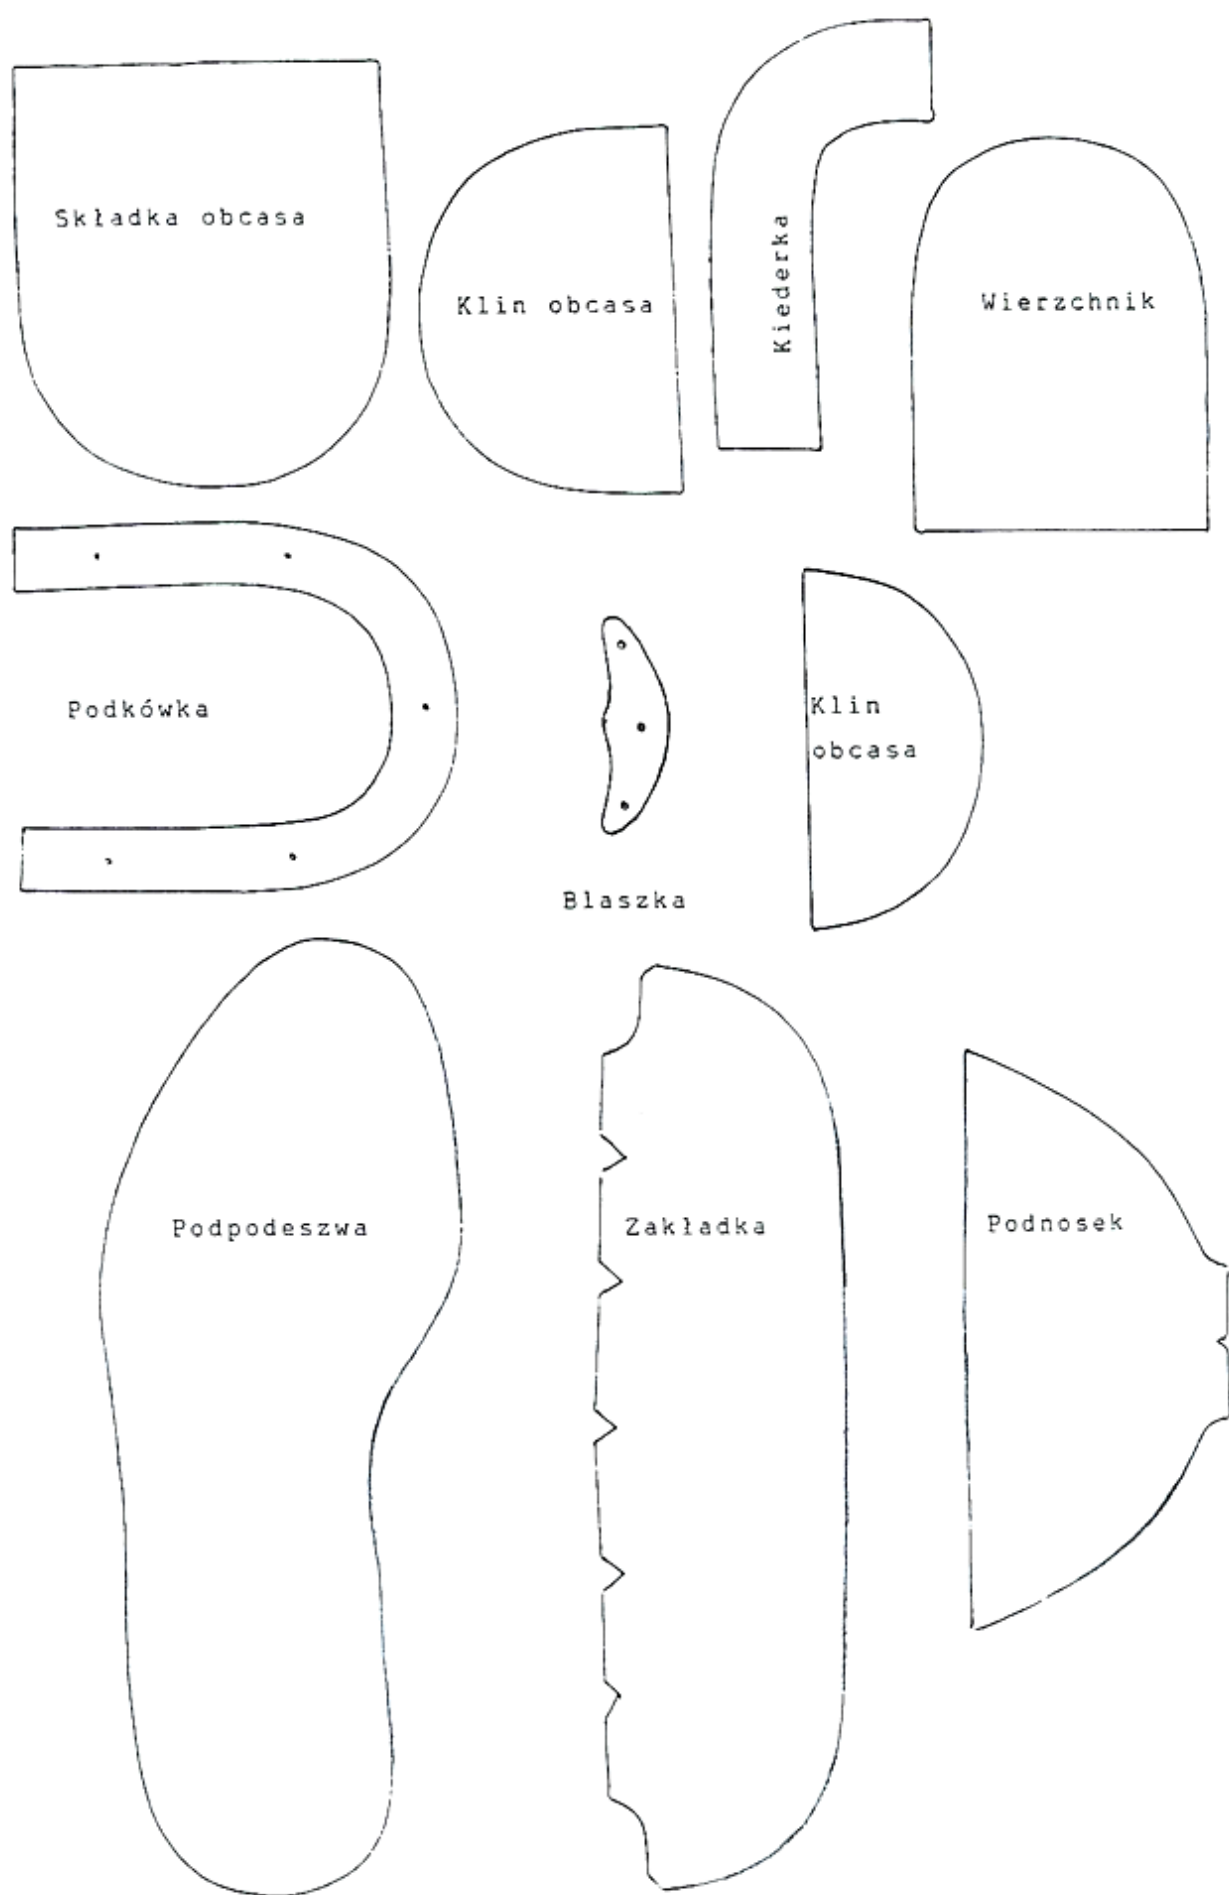 Składka obcasa
Klin obcasa
Kiederka
Wierzchnik
Podkówka
Blaszka
Klin
obcasa
Podpodeszwa
Zakładka
Podnosek